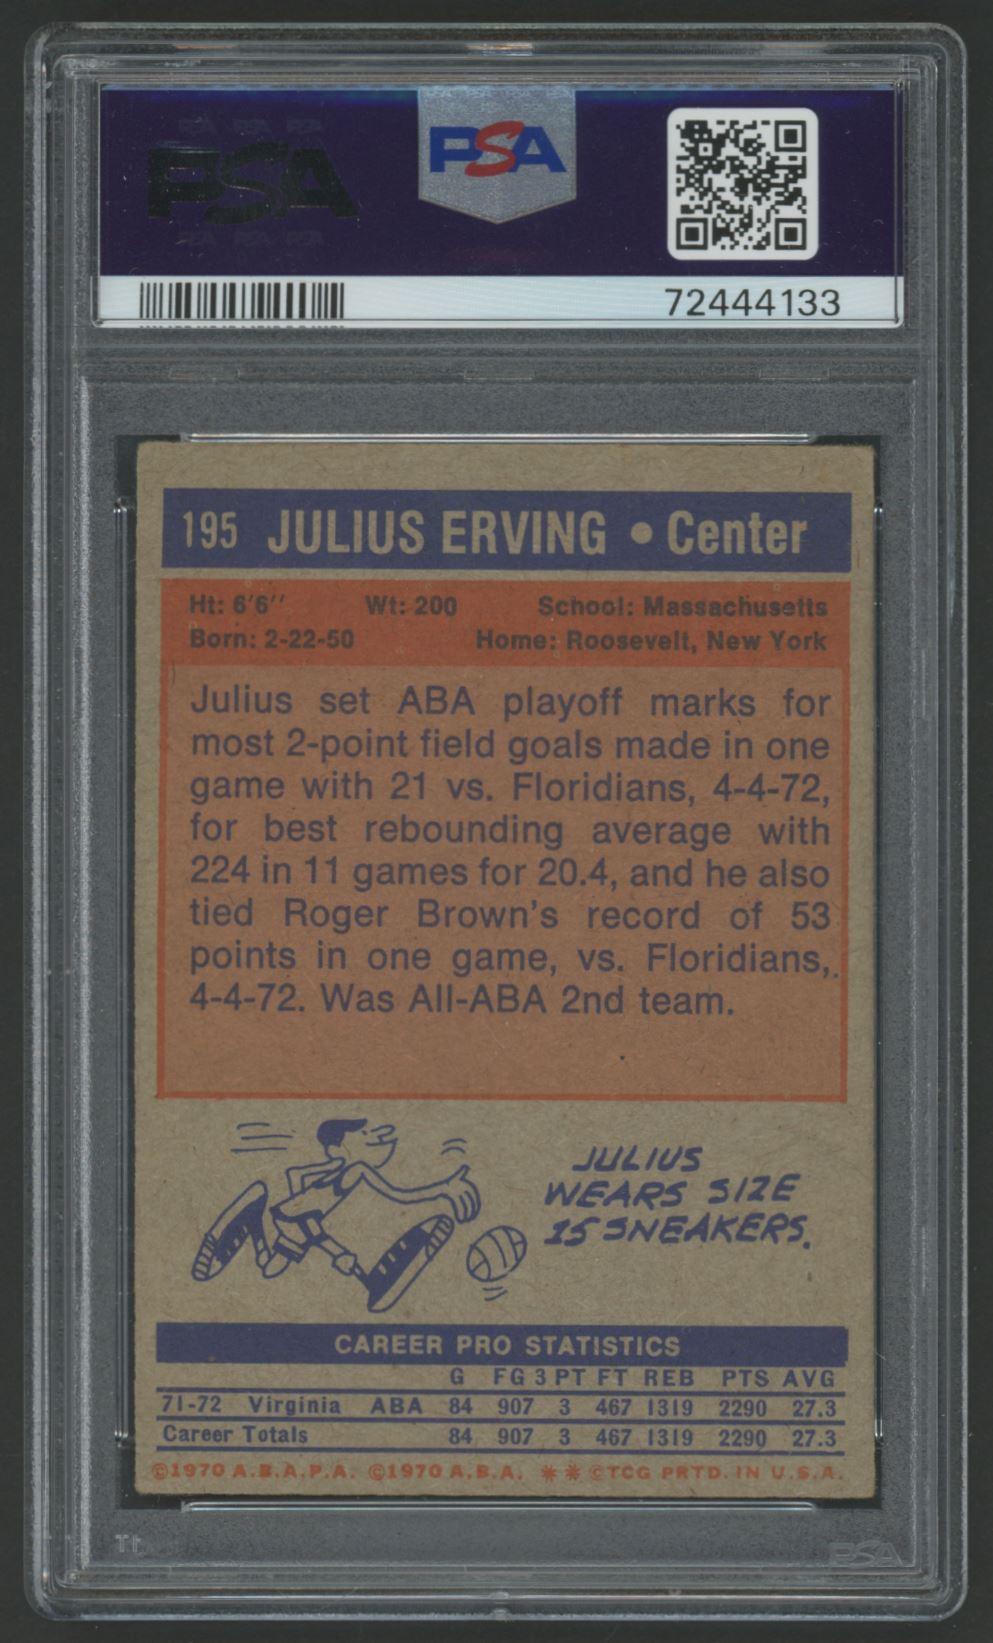 PSA PSA PSA
PSA
PSA PSA PSA
PSA
72444133
195 JULIUS ERVING • Center
Ht: 6'6'' Wt: 200 School: Massachusetts
Born: 2-22-50 Home: Roosevelt, New York
Julius set ABA playoff marks for
most 2-point field goals made in one
game with 21 vs. Floridians, 4-4-72,
for best rebounding average with
224 in 11 games for 20.4, and he also
tied Roger Brown's record of 53
points in one game, vs. Floridians,
4-4-72. Was All-ABA 2nd team.
JULIUS
WEARS SIZE
15 SNEAKERS.
CAREER PRO STATISTICS
G FG 3 PT FT REB PTS AVG
71-72 Virginia ABA 84 907 3 467 1319 2290 27.3
Career Totals 84 907 3 467 1319 2290 27.3
©1970 A.B.A.P.A. ©1970 A.B.A. ✱✱ ©TCG PRTD. IN U.S.A.
PSA